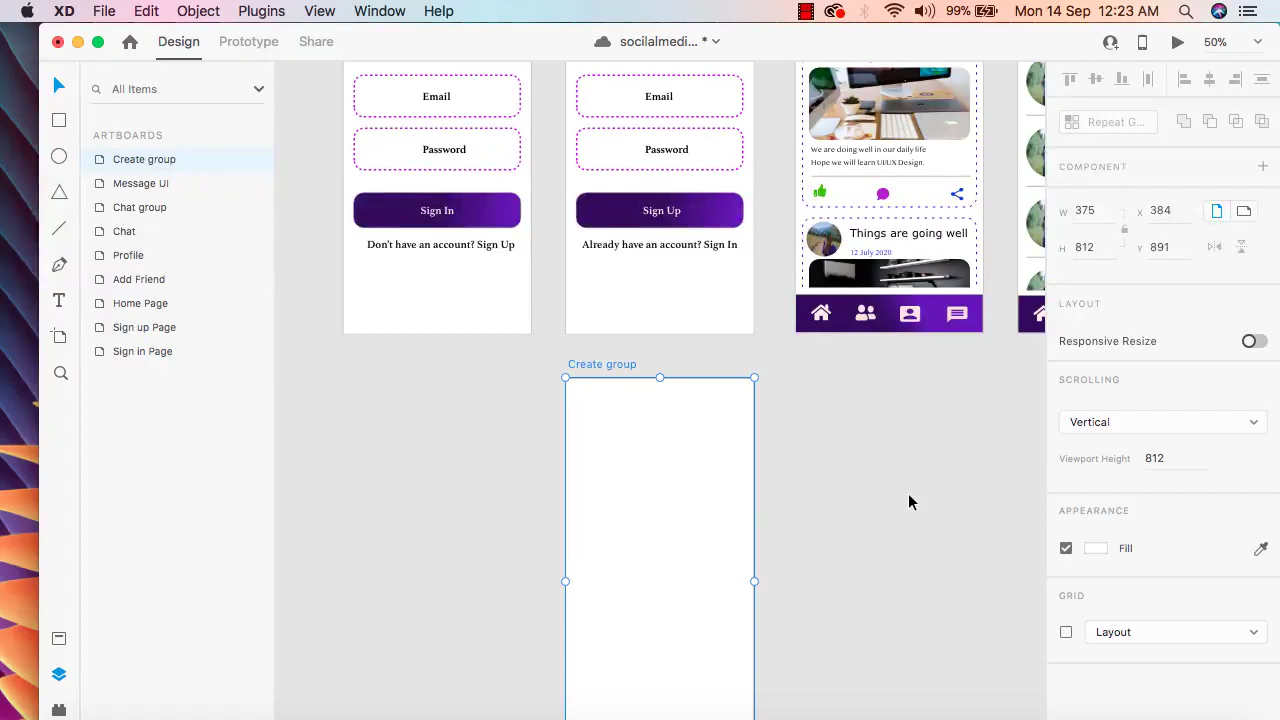 XD File Edit Object Plugins View Window Help
99% Mon 14 Sep 12:23 AM
Design Prototype Share
socilalmedi... *
50%
All Items
ARTBOARDS
Create group
Message UI
Chat group
Chat
Profile
Add Friend
Home Page
Sign up Page
Sign in Page
Email
Password
Sign In
Don't have an account? Sign Up
Email
Password
Sign Up
Already have an account? Sign In
We are doing well in our daily life
Hope we will learn UI/UX Design.
Things are going well
12 July 2020
Create group
Repeat G...
COMPONENT
W 375 X 384
H 812 Y 891
LAYOUT
Responsive Resize
SCROLLING
Vertical
Viewport Height 812
APPEARANCE
Fill
GRID
Layout